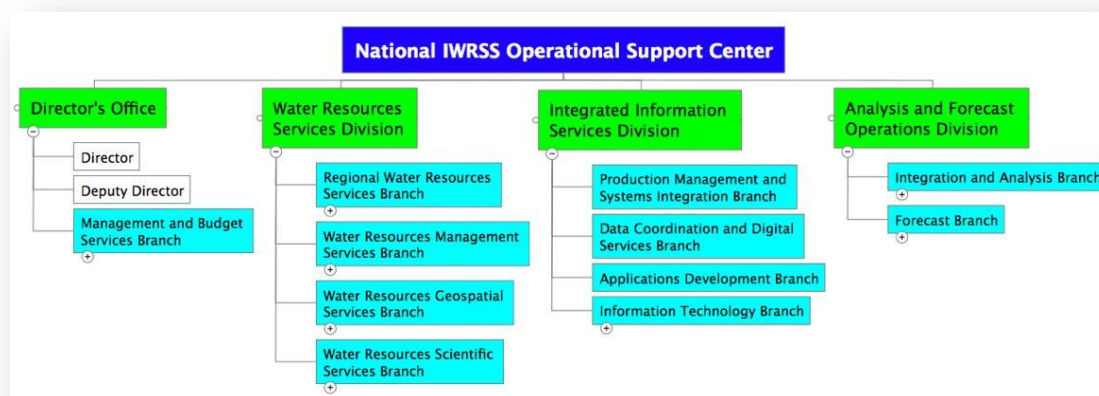 National IWRSS Operational Support Center
Director's Office
Director
Deputy Director
Management and Budget
Services Branch
Water Resources
Services Division
Regional Water Resources
Services Branch
Water Resources Management
Services Branch
Water Resources Geospatial
Services Branch
Water Resources Scientific
Services Branch
Integrated Information
Services Division
Production Management and
Systems Integration Branch
Data Coordination and Digital
Services Branch
Applications Development Branch
Information Technology Branch
Analysis and Forecast
Operations Division
Integration and Analysis Branch
Forecast Branch